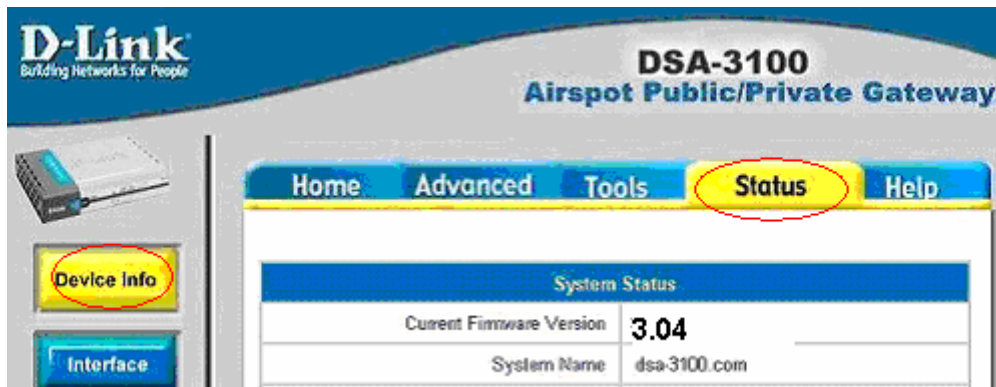 D-Link
Building Networks for People
DSA-3100
Airspot Public/Private Gateway
Home Advanced Tools Status Help
Device Info
Interface
System Status
Current Firmware Version 3.04
System Name dsa-3100.com